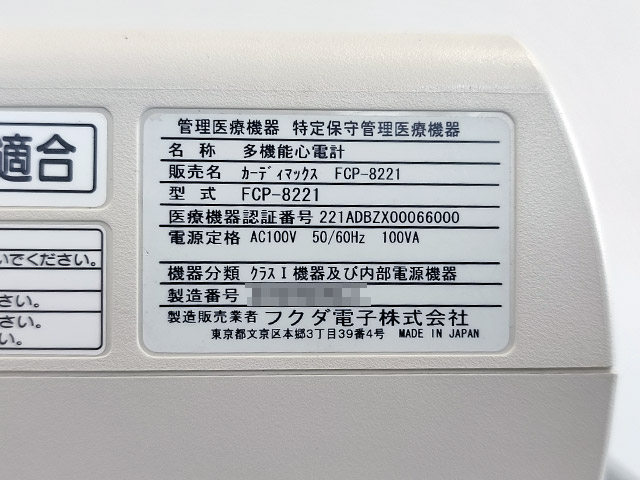 適合
いでください。
さい。
さい。
い。
管理医療機器 特定保守管理医療機器
名 称 多機能心電計
販売名 カーディマックス FCP-8221
型 式 FCP-8221
医療機器認証番号 221ADBZX00066000
電源定格 AC100V 50/60Hz 100VA
機器分類 クラスⅠ機器及び内部電源機器
製造番号
製造販売業者 フクダ電子株式会社
東京都文京区本郷3丁目39番4号 MADE IN JAPAN